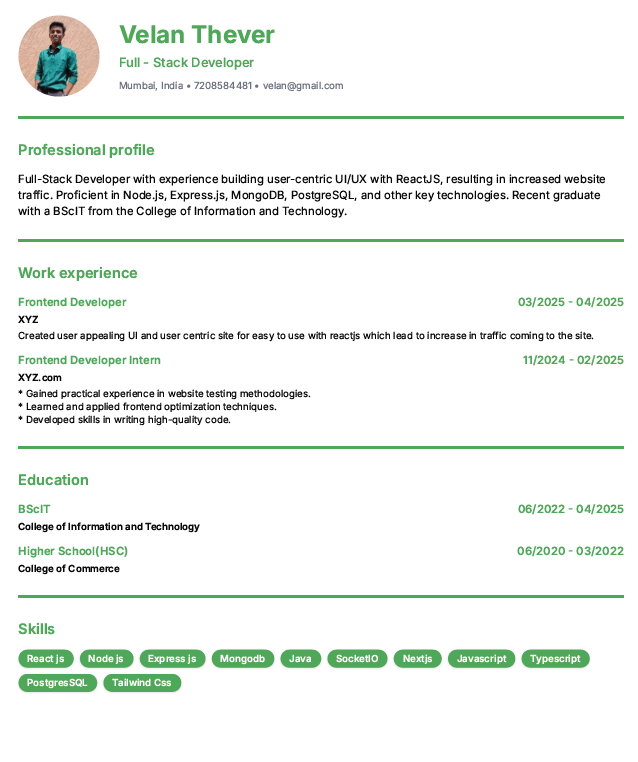 Velan Thever
Full - Stack Developer
Mumbai, India • 7208584481 • velan@gmail.com
Professional profile
Full-Stack Developer with experience building user-centric UI/UX with ReactJS, resulting in increased website
traffic. Proficient in Node.js, Express.js, MongoDB, PostgreSQL, and other key technologies. Recent graduate
with a BScIT from the College of Information and Technology.
Work experience
Frontend Developer 03/2025 - 04/2025
XYZ
Created user appealing UI and user centric site for easy to use with reactjs which lead to increase in traffic coming to the site.
Frontend Developer Intern 11/2024 - 02/2025
XYZ.com
* Gained practical experience in website testing methodologies.
* Learned and applied frontend optimization techniques.
* Developed skills in writing high-quality code.
Education
BScIT 06/2022 - 04/2025
College of Information and Technology
Higher School(HSC) 06/2020 - 03/2022
College of Commerce
Skills
React js Node js Express js Mongodb Java SocketIO Nextjs Javascript Typescript
PostgresSQL Tailwind Css